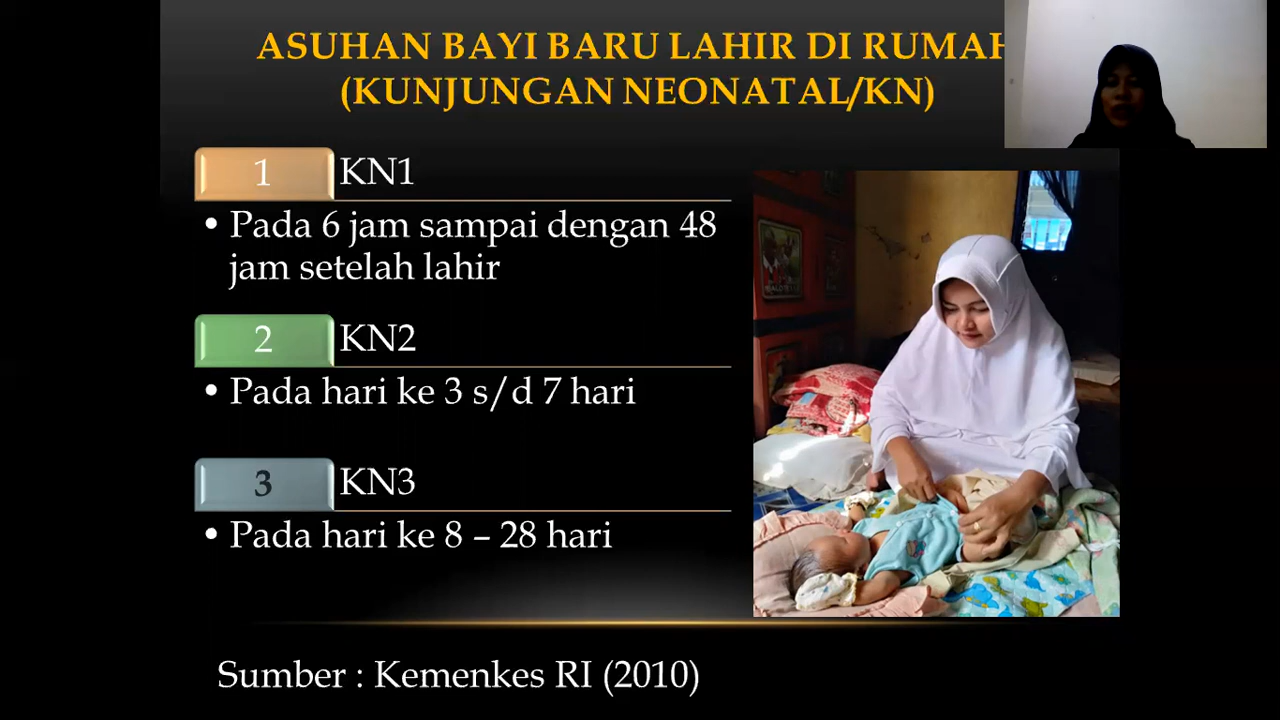 ASUHAN BAYI BARU LAHIR DI RUMAH
(KUNJUNGAN NEONATAL/KN)
1 KN1
• Pada 6 jam sampai dengan 48
jam setelah lahir
2 KN2
• Pada hari ke 3 s/d 7 hari
3 KN3
• Pada hari ke 8 – 28 hari
Sumber : Kemenkes RI (2010)